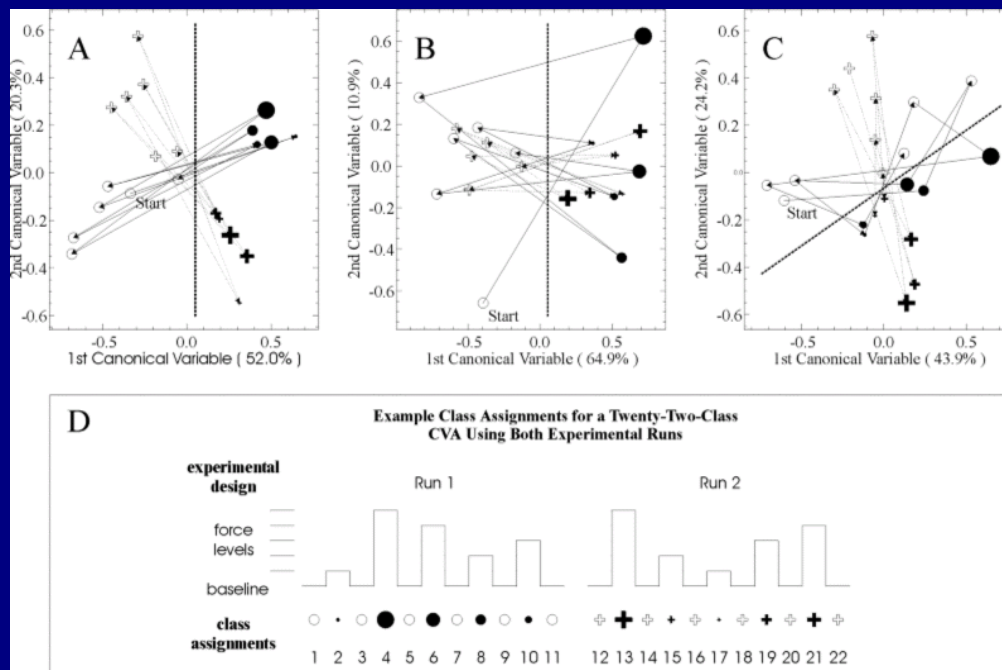 A
2nd Canonical Variable ( 20.3% )
0.6
0.4
0.2
0.0
-0.2
-0.4
-0.6
Start
-0.5
0.0
0.5
1st Canonical Variable ( 52.0% )
B
2nd Canonical Variable ( 10.9% )
0.6
0.4
0.2
0.0
-0.2
-0.4
-0.6
Start
-0.5
0.0
0.5
1st Canonical Variable ( 64.9% )
C
2nd Canonical Variable ( 24.2% )
0.6
0.4
0.2
0.0
-0.2
-0.4
-0.6
Start
-0.5
0.0
0.5
1st Canonical Variable ( 43.9% )
D
Example Class Assignments for a Twenty-Two-Class
CVA Using Both Experimental Runs
experimental
design
Run 1
Run 2
force
levels
baseline
class
assignments
1 2 3 4 5 6 7 8 9 10 11 12 13 14 15 16 17 18 19 20 21 22